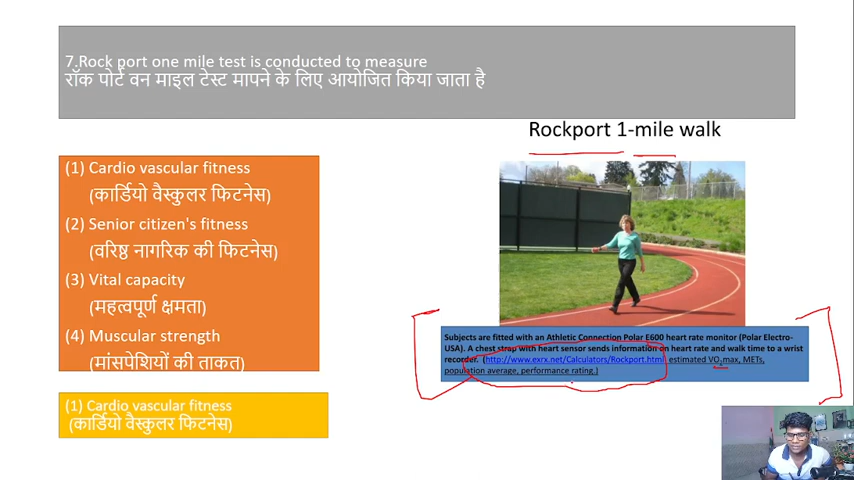 7.Rock port one mile test is conducted to measure
रॉक पोर्ट वन माइल टेस्ट मापने के लिए आयोजित किया जाता है
Rockport 1-mile walk
(1) Cardio vascular fitness
(कार्डियो वैस्कुलर फिटनेस)
(2) Senior citizen's fitness
(वरिष्ठ नागरिक की फिटनेस)
(3) Vital capacity
(महत्वपूर्ण क्षमता)
(4) Muscular strength
(मांसपेशियों की ताकत)
(1) Cardio vascular fitness
(कार्डियो वैस्कुलर फिटनेस)
Subjects are fitted with an Athletic Connection Polar E600 heart rate monitor (Polar Electro-
USA). A chest strap with heart sensor sends information on heart rate and walk time to a wrist
recorder. (http://www.exrx.net/Calculators/Rockport.html estimated VO2max, METs,
population average, performance rating.)